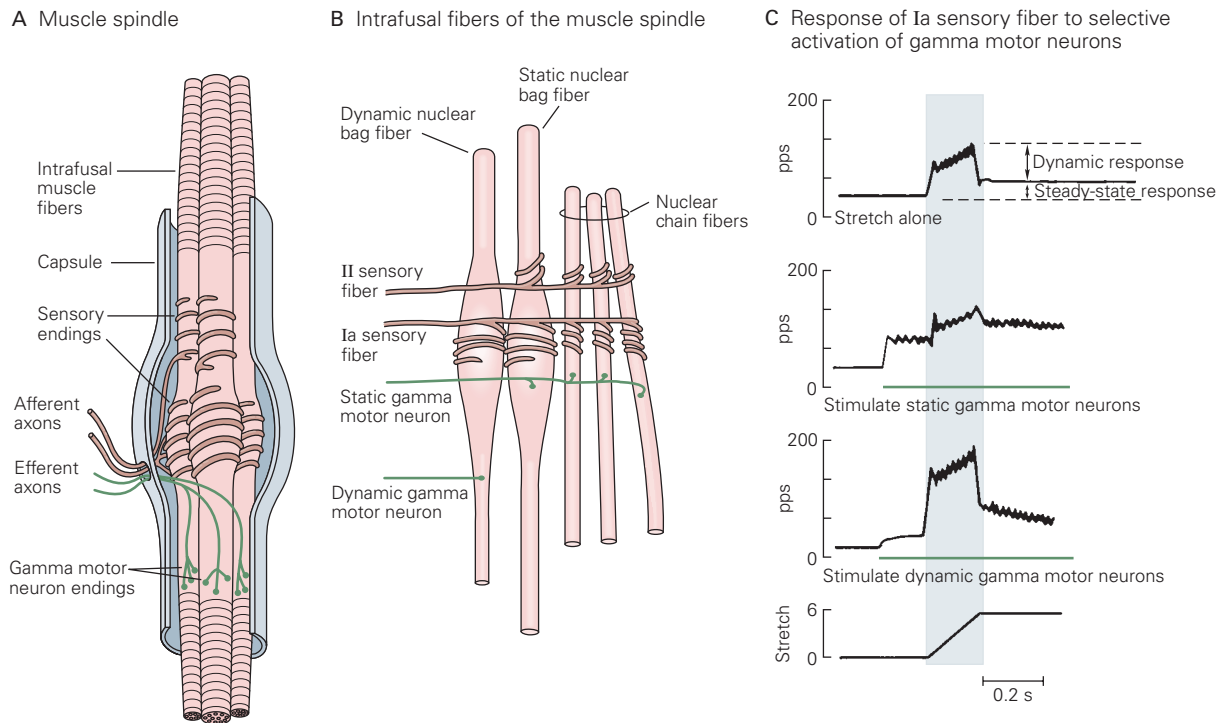 A Muscle spindle
Intrafusal
muscle
fibers
Capsule
Sensory
endings
Afferent
axons
Efferent
axons
Gamma motor
neuron endings
B Intrafusal fibers of the muscle spindle
Static nuclear
bag fiber
Dynamic nuclear
bag fiber
Nuclear
chain fibers
II sensory
fiber
Ia sensory
fiber
Static gamma
motor neuron
Dynamic gamma
motor neuron
C Response of Ia sensory fiber to selective
activation of gamma motor neurons
200
pps
0
Dynamic response
Steady-state response
Stretch alone
200
pps
0
Stimulate static gamma motor neurons
200
pps
0
Stimulate dynamic gamma motor neurons
6
Stretch
0
0.2 s